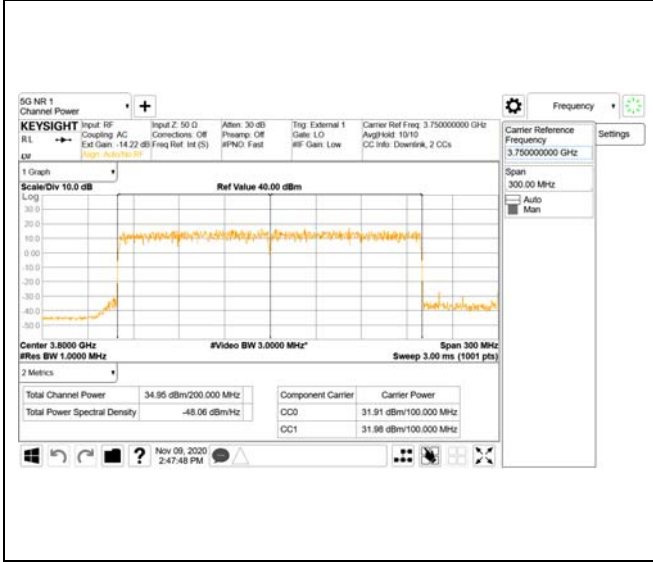 5G NR 1
Channel Power
Frequency
KEYSIGHT
Input: RF
Input Z: 50 Ω
Atten: 30 dB
Trig: External 1
Carrier Ref Freq: 3.750000000 GHz
RL
Coupling: AC
Corrections: Off
Preamp: Off
Gate: LO
Avg|Hold: 10/10
Ext Gain: -14.22 dB
Freq Ref: Int (S)
#PNO: Fast
#IF Gain: Low
CC Info: Downlink, 2 CCs
Align: Auto/No RF
Carrier Reference
Frequency
3.750000000 GHz
Settings
Span
300.00 MHz
Auto
Man
1 Graph
Scale/Div 10.0 dB
Ref Value 40.00 dBm
Log
30.0
20.0
10.0
0.00
-10.0
-20.0
-30.0
-40.0
-50.0
Center 3.8000 GHz
#Video BW 3.0000 MHz*
Span 300 MHz
#Res BW 1.0000 MHz
Sweep 3.00 ms (1001 pts)
2 Metrics
Total Channel Power
34.95 dBm/200.000 MHz
Total Power Spectral Density
-48.06 dBm/Hz
Component Carrier
Carrier Power
CC0
31.91 dBm/100.000 MHz
CC1
31.98 dBm/100.000 MHz
?
Nov 09, 2020
2:47:48 PM